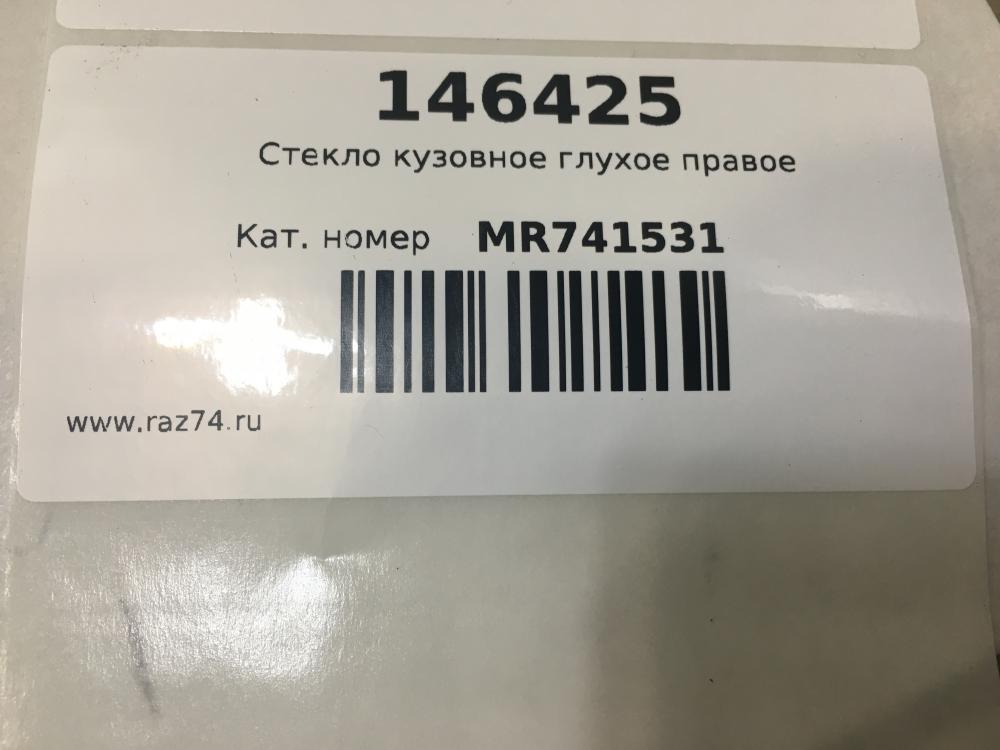 146425
Стекло кузовное глухое правое
Кат. номер MR741531
www.raz74.ru